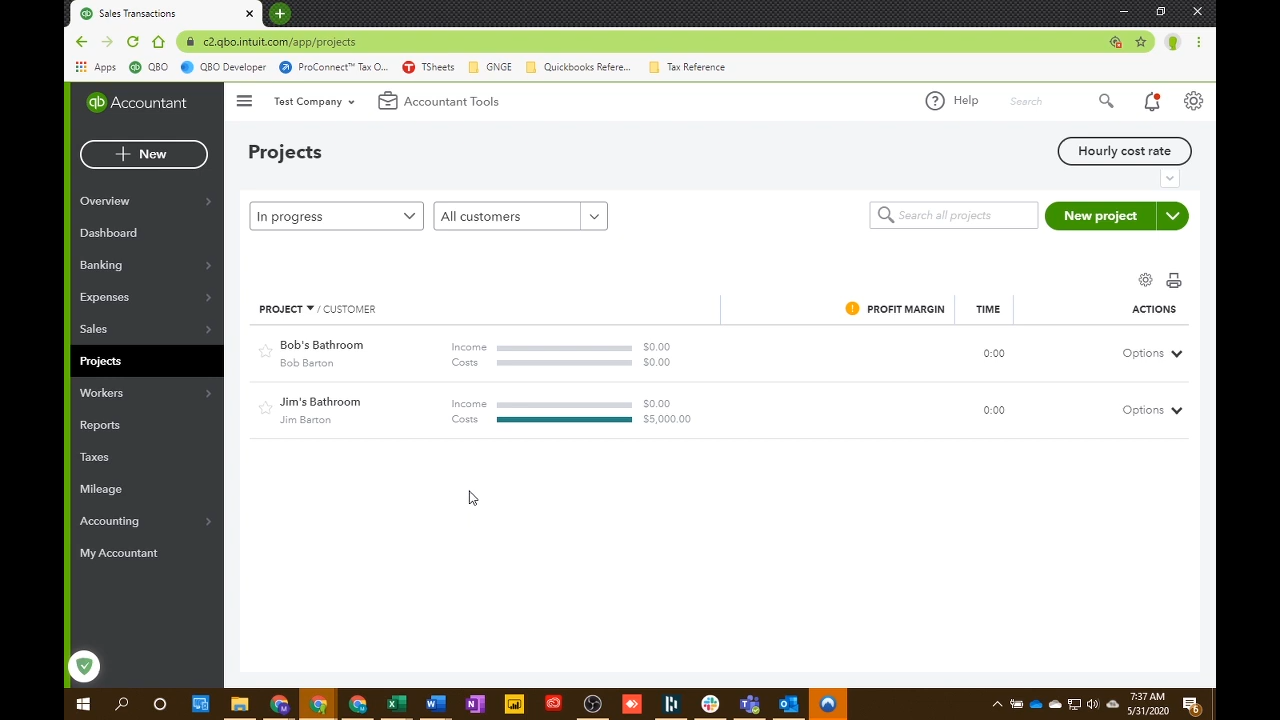 Sales Transactions
c2.qbo.intuit.com/app/projects
Apps QBO QBO Developer ProConnect™ Tax O... TSheets GNGE Quickbooks Refere... Tax Reference
qb Accountant
Test Company Accountant Tools Help Search
New
Projects
Hourly cost rate
Overview
Dashboard
Banking
Expenses
Sales
Projects
Workers
Reports
Taxes
Mileage
Accounting
My Accountant
In progress All customers Search all projects New project
PROJECT / CUSTOMER PROFIT MARGIN TIME ACTIONS
Bob's Bathroom
Bob Barton
Income $0.00
Costs $0.00
0:00 Options
Jim's Bathroom
Jim Barton
Income $0.00
Costs $5,000.00
0:00 Options
7:37 AM
5/31/2020